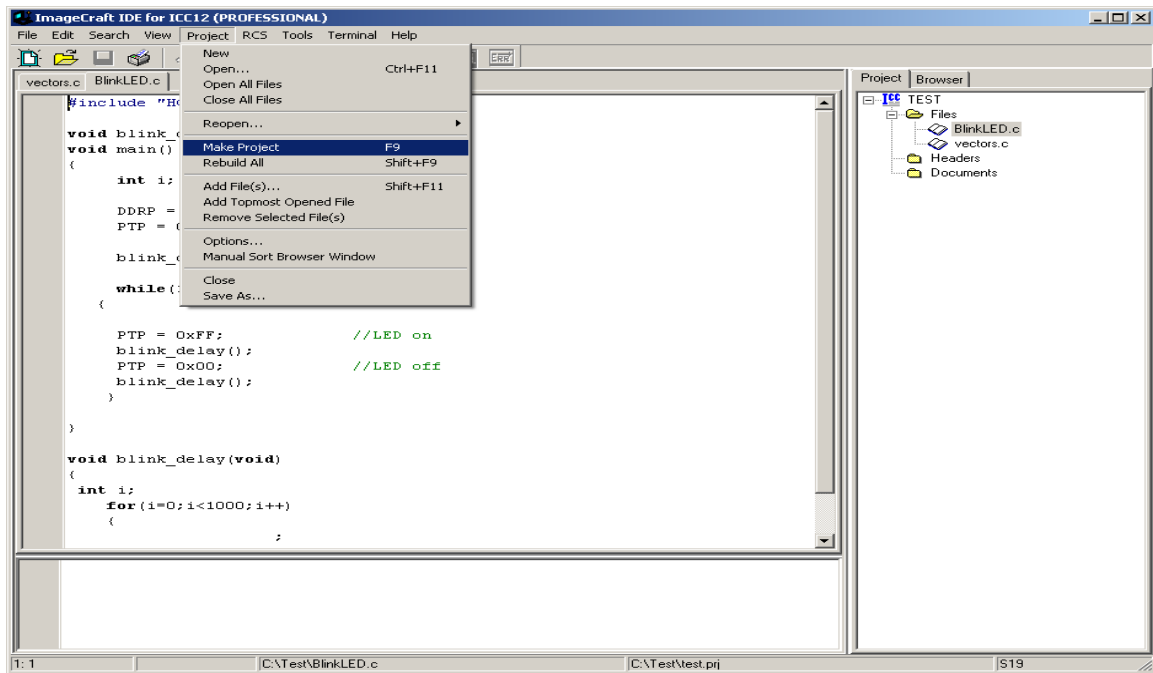 ImageCraft IDE for ICC12 (PROFESSIONAL)
File Edit Search View Project RCS Tools Terminal Help
ERR
vectors.c BlinkLED.c
New
Open... Ctrl+F11
Open All Files
Close All Files
Reopen...
Make Project F9
Rebuild All Shift+F9
Add File(s)... Shift+F11
Add Topmost Opened File
Remove Selected File(s)
Options...
Manual Sort Browser Window
Close
Save As...
#include "H
void blink_
void main()
{
int i;
DDRP =
PTP =
blink_
while(
{
PTP = 0xFF; //LED on
blink_delay();
PTP = 0x00; //LED off
blink_delay();
}
}
void blink_delay(void)
{
int i;
for(i=0;i<1000;i++)
{
;
Project Browser
ICC TEST
Files
BlinkLED.c
vectors.c
Headers
Documents
1: 1 C:\Test\BlinkLED.c C:\Test\test.prj S19